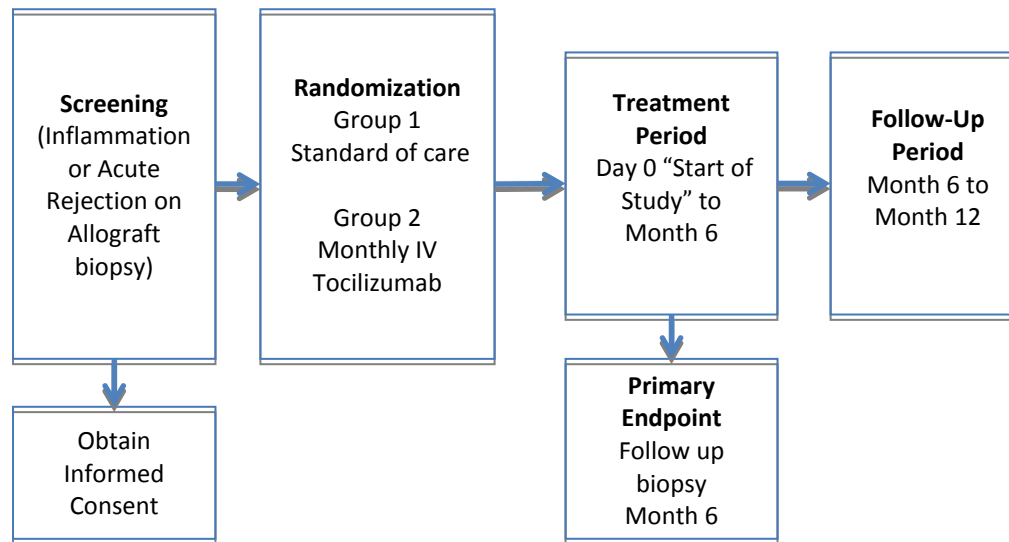 Screening
(Inflammation
or Acute
Rejection on
Allograft
biopsy)
Randomization
Group 1
Standard of care
Group 2
Monthly IV
Tocilizumab
Treatment
Period
Day 0 “Start of
Study” to
Month 6
Follow-Up
Period
Month 6 to
Month 12
Obtain
Informed
Consent
Primary
Endpoint
Follow up
biopsy
Month 6